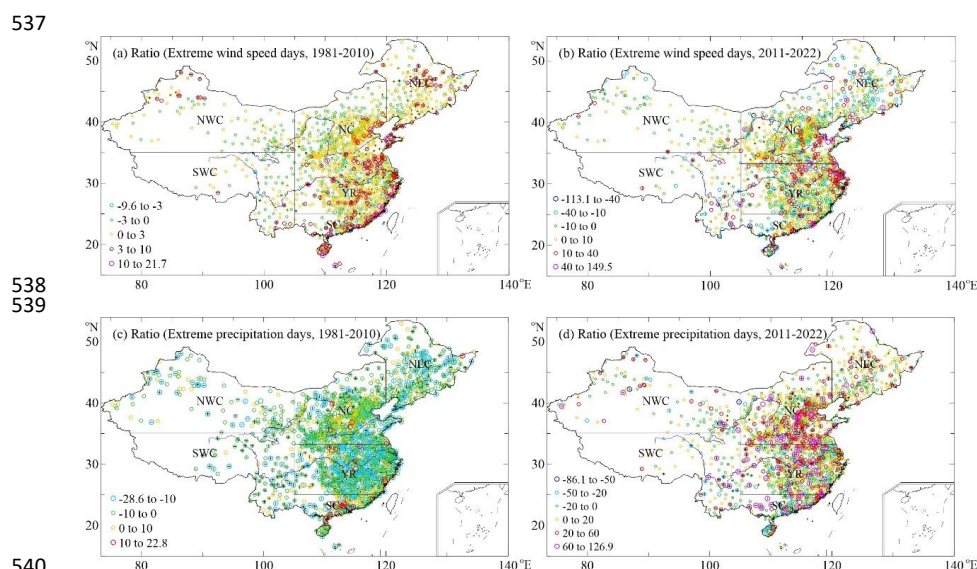 537
(a) Ratio (Extreme wind speed days, 1981-2010)
°N
50
40
30
20
NWC
SWC
NEC
NC
YR
SC
-9.6 to -3
-3 to 0
0 to 3
3 to 10
10 to 21.7
80 100 120 140 °E
(b) Ratio (Extreme wind speed days, 2011-2022)
°N
50
40
30
20
NWC
SWC
NEC
NC
YR
SC
-113.1 to -40
-40 to -10
-10 to 0
0 to 10
10 to 40
40 to 149.5
80 100 120 140 °E
538
539
(c) Ratio (Extreme precipitation days, 1981-2010)
°N
50
40
30
20
NWC
SWC
NEC
NC
YR
SC
-28.6 to -10
-10 to 0
0 to 10
10 to 22.8
80 100 120 140 °E
(d) Ratio (Extreme precipitation days, 2011-2022)
°N
50
40
30
20
NWC
SWC
NEC
NC
YR
SC
-86.1 to -50
-50 to -20
-20 to 0
0 to 20
20 to 60
60 to 126.9
80 100 120 140 °E
540